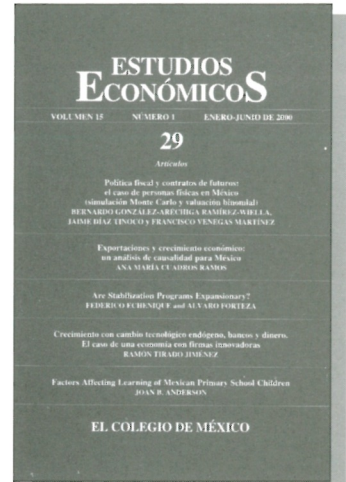 ESTUDIOS
ECONÓMICOS
VOLUMEN 15 NÚMERO 1 ENERO-JUNIO DE 2000
29
Artículos
Política fiscal y contratos de futuros:
el caso de personas físicas en México
(simulación Monte Carlo y valuación binomial)
BERNARDO GONZÁLEZ-ARÉCHIGA RAMÍREZ-WIELLA,
JAIME DÍAZ TINOCO y FRANCISCO VENEGAS MARTÍNEZ
Exportaciones y crecimiento económico:
un análisis de causalidad para México
ANA MARÍA CUADROS RAMOS
Are Stabilization Programs Expansionary?
FEDERICO ECHENIQUE and ALVARO FORTEZA
Crecimiento con cambio tecnológico endógeno, bancos y dinero.
El caso de una economía con firmas innovadoras
RAMÓN TIRADO JIMÉNEZ
Factors Affecting Learning of Mexican Primary School Children
JOAN B. ANDERSON
EL COLEGIO DE MÉXICO